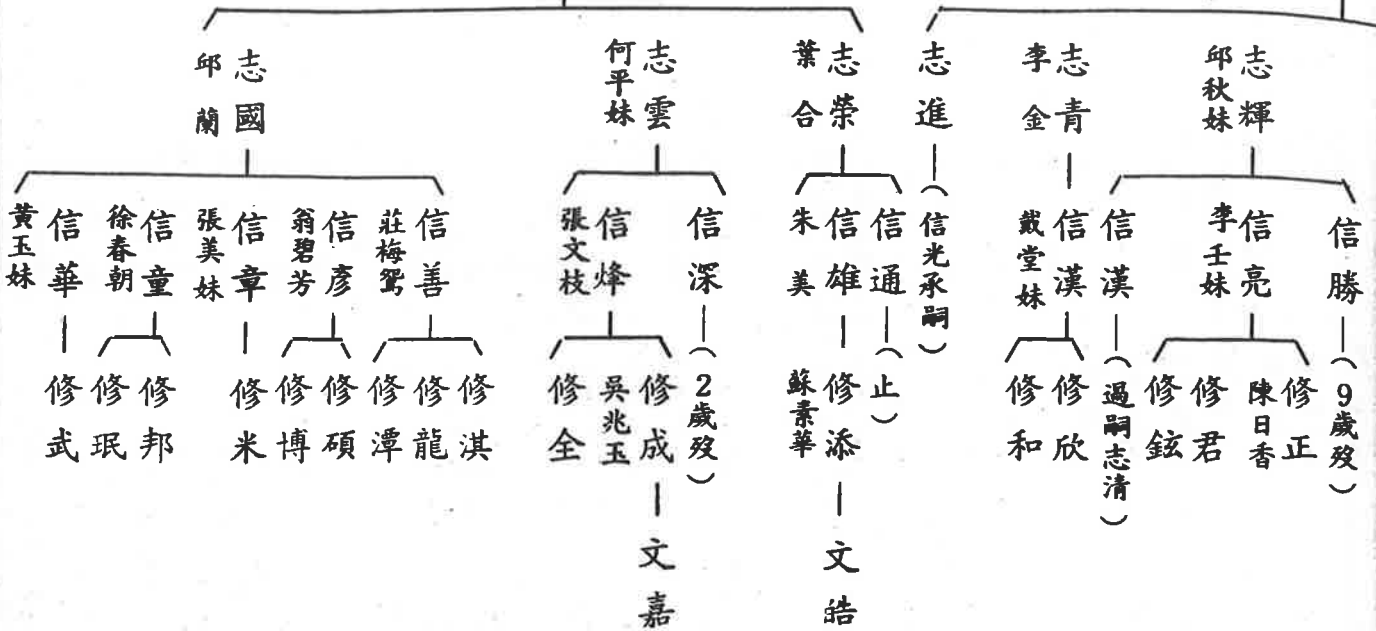 志輝
邱秋妹
志青
李金
志進
（信光承嗣）
志榮
葉合
志雲
何平妹
志國
邱蘭
信勝
（9歲歿）
信亮
李壬妹
信漢
（過嗣志清）
信漢
戴堂妹
信通
（止）
信雄
朱美
信深
（2歲歿）
信烽
張文枝
信善
莊梅鴛
信彥
翁碧芳
信章
張美妹
信童
徐春朝
信華
黃玉妹
修正
陳日香
修君
修鉉
修欣
修和
修添
蘇素華
修成
吳兆玉
修全
修淇
修龍
修潭
修碩
修博
修米
修邦
修珉
修武
文皓
文嘉